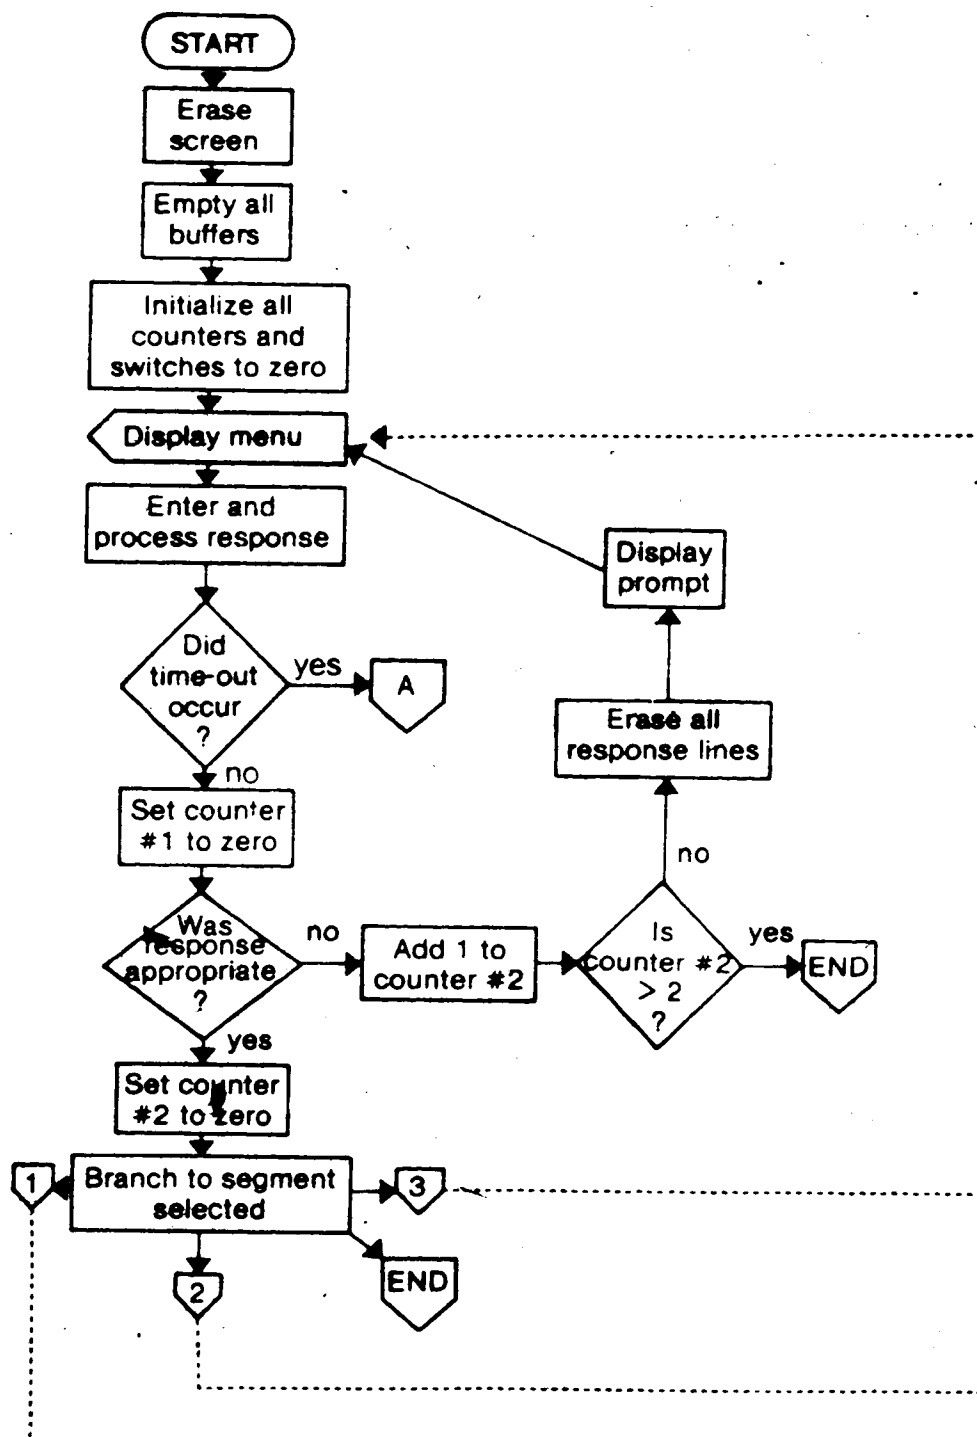 START
Erase
screen
Empty all
buffers
Initialize all
counters and
switches to zero
Display menu
Enter and
process response
Did
time-out
occur
?
yes
A
no
Set counter
#1 to zero
Was
response
appropriate
?
no
Add 1 to
counter #2
Is
counter #2
> 2
?
yes
END
no
Erase all
response lines
Display
prompt
yes
Set counter
#2 to zero
Branch to segment
selected
1
2
3
END